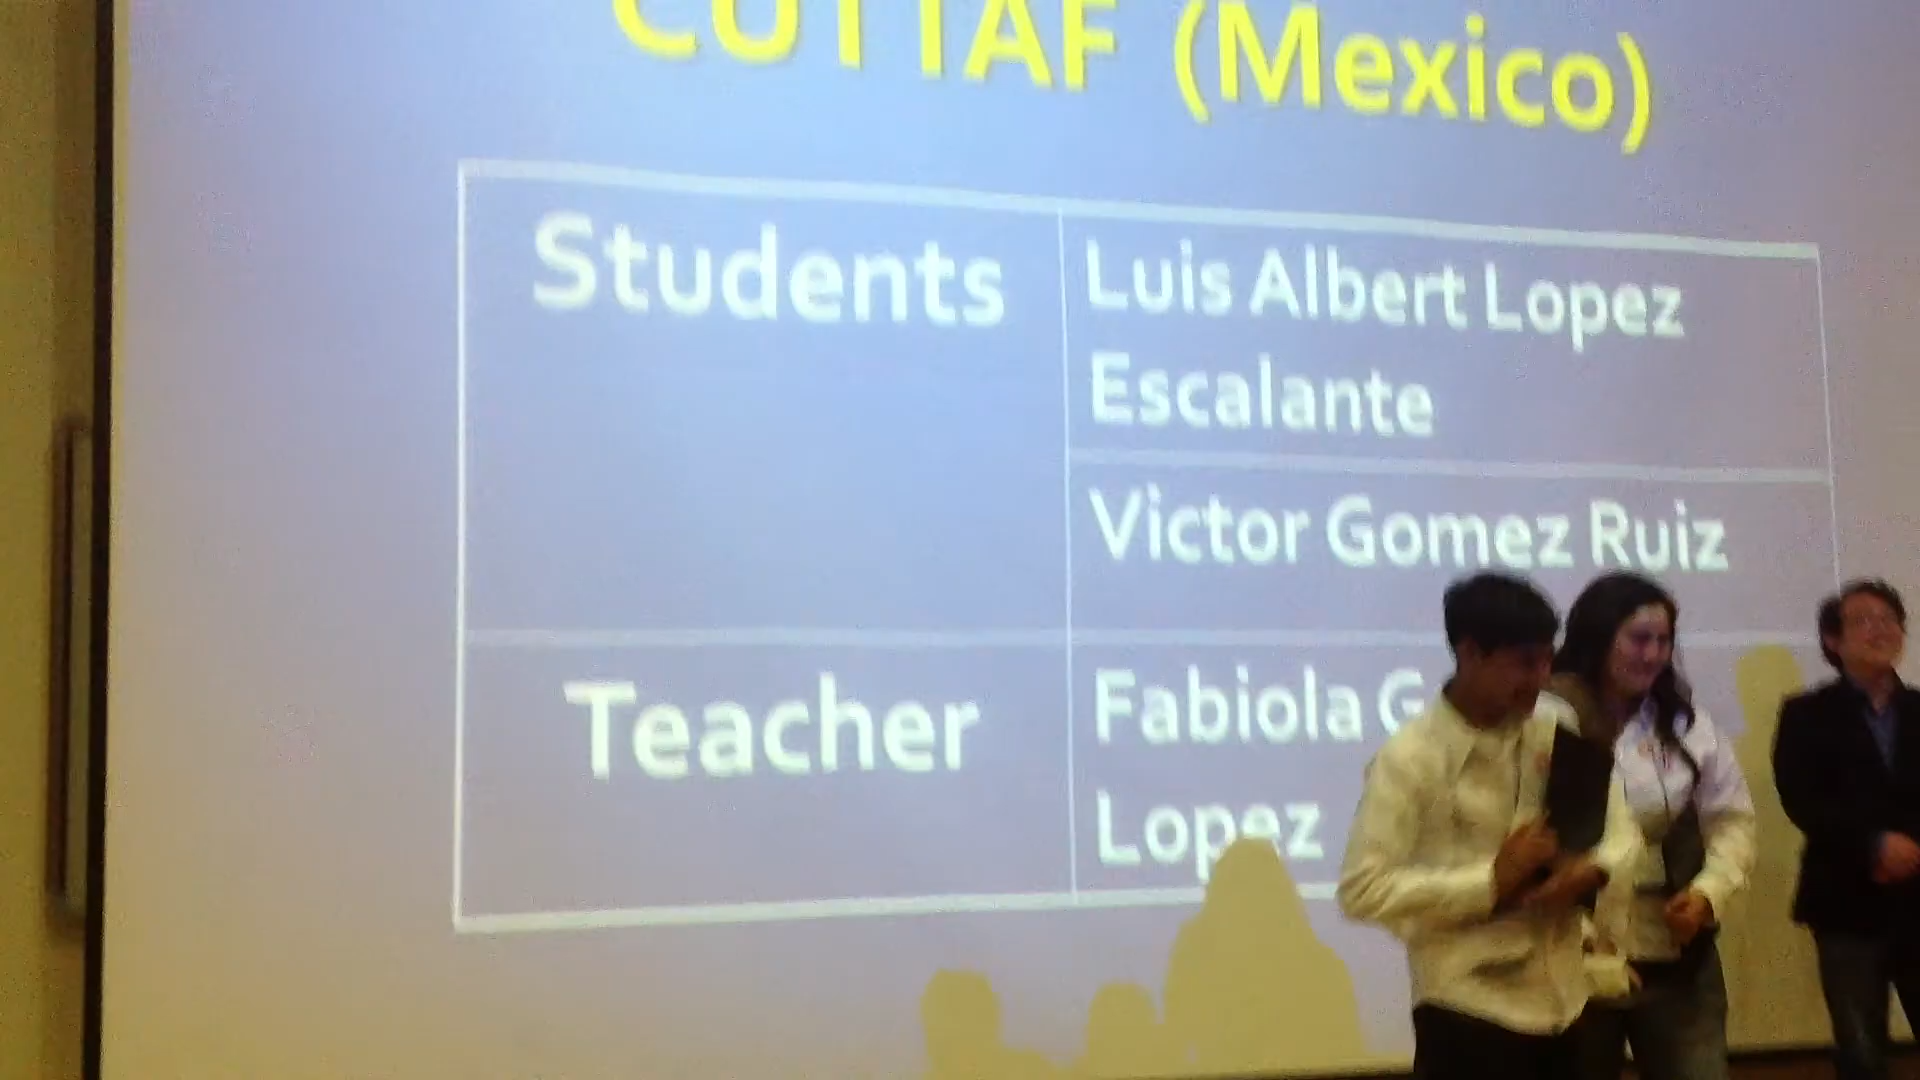 (Mexico)
Students
Luis Albert Lopez
Escalante
Victor Gomez Ruiz
Teacher
Fabiola
Lopez